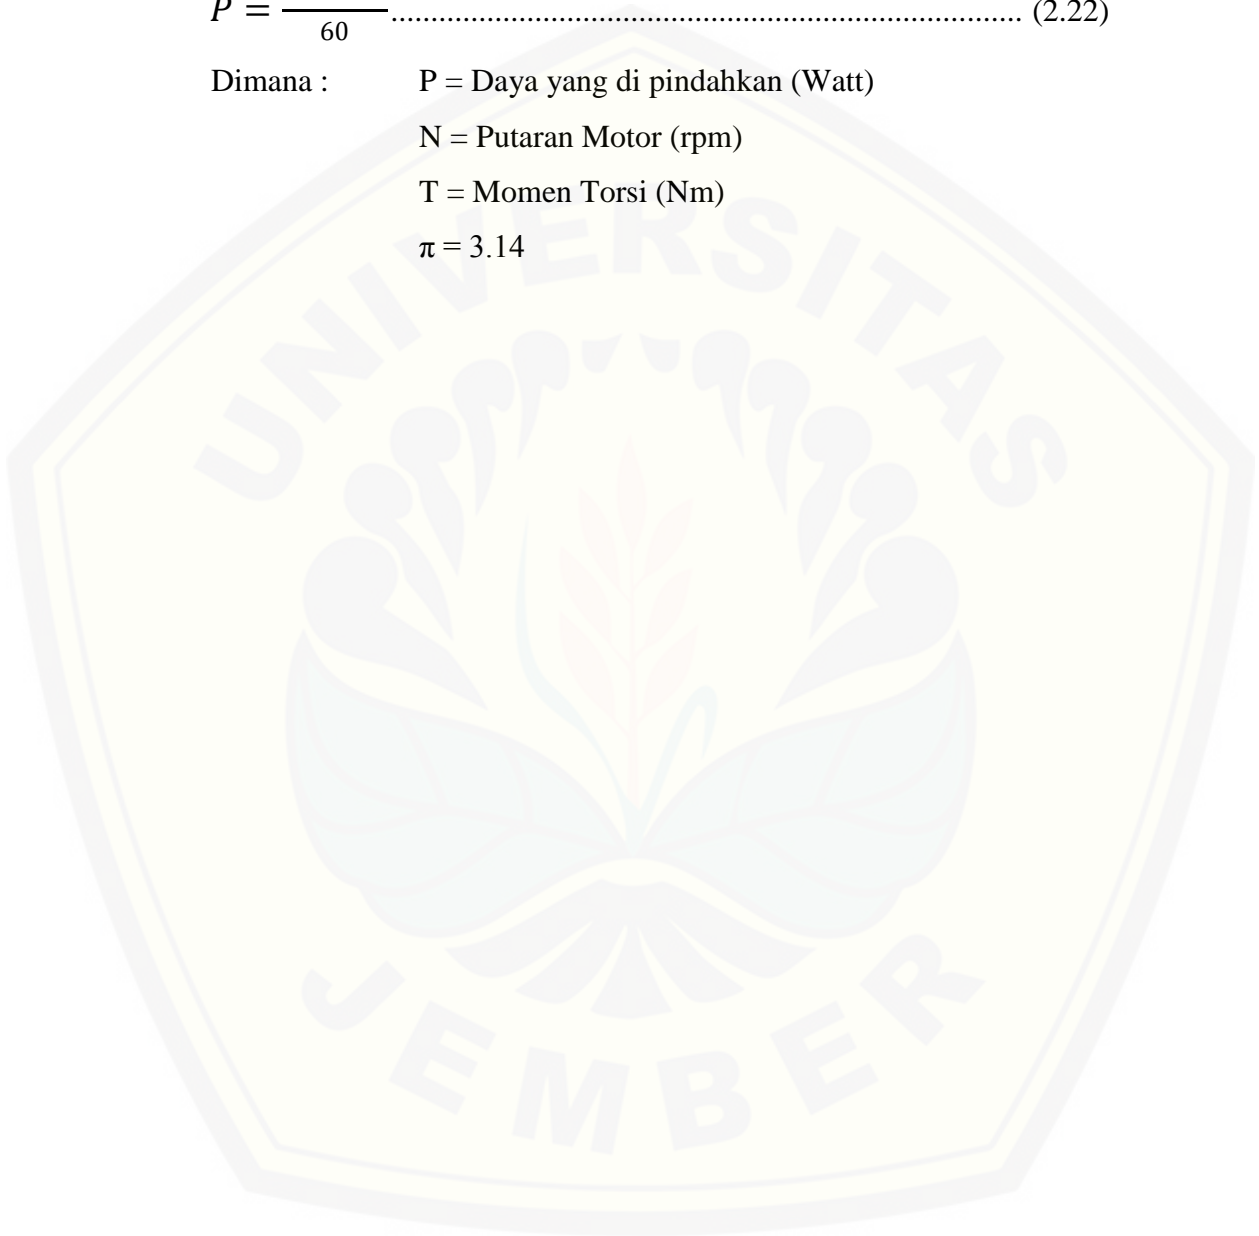 P = ―― 60 ................................................................................ (2.22)
Dimana : P = Daya yang di pindahkan (Watt)
N = Putaran Motor (rpm)
T = Momen Torsi (Nm)
π = 3.14
UNIVERSITAS
JEMBER